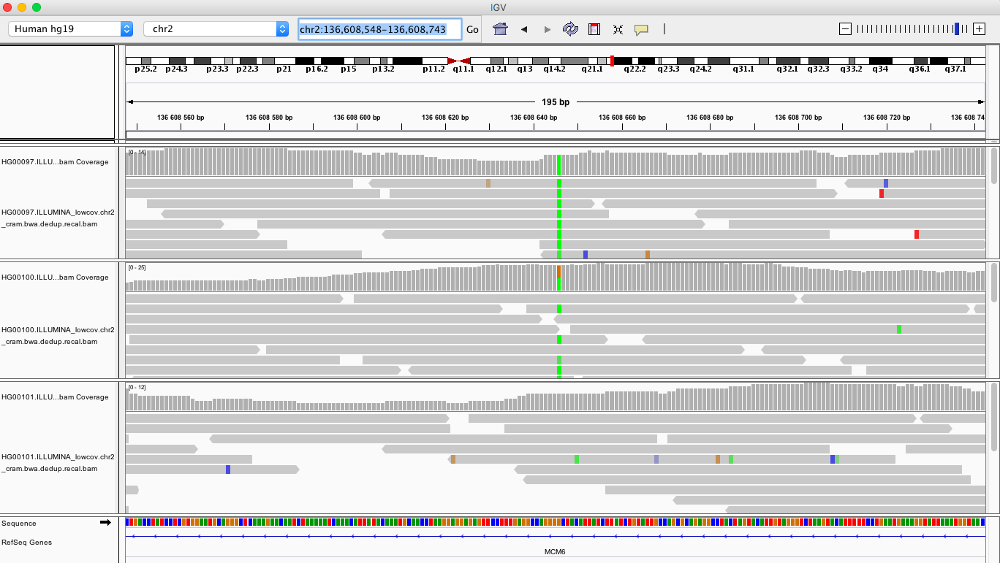 IGV
Human hg19 chr2 chr2:136,608,548-136,608,743 Go
p25.2 p24.3 p23.3 p22.3 p21 p16.2 p15 p13.2 p11.2 q11.1 q12.1 q13 q14.2 q21.1 q22.2 q23.3 q24.2 q31.1 q32.1 q32.3 q33.2 q34 q36.1 q37.1
195 bp
136 608 560 bp 136 608 580 bp 136 608 600 bp 136 608 620 bp 136 608 640 bp 136 608 660 bp 136 608 680 bp 136 608 700 bp 136 608 720 bp 136 608 74
[0 - 14]
HG00097.ILLU...bam Coverage
HG00097.ILLUMINA_lowcov.chr2
_cram.bwa.dedup.recal.bam
[0 - 25]
HG00100.ILLU...bam Coverage
HG00100.ILLUMINA_lowcov.chr2
_cram.bwa.dedup.recal.bam
[0 - 12]
HG00101.ILLU...bam Coverage
HG00101.ILLUMINA_lowcov.chr2
_cram.bwa.dedup.recal.bam
Sequence
RefSeq Genes
MCM6